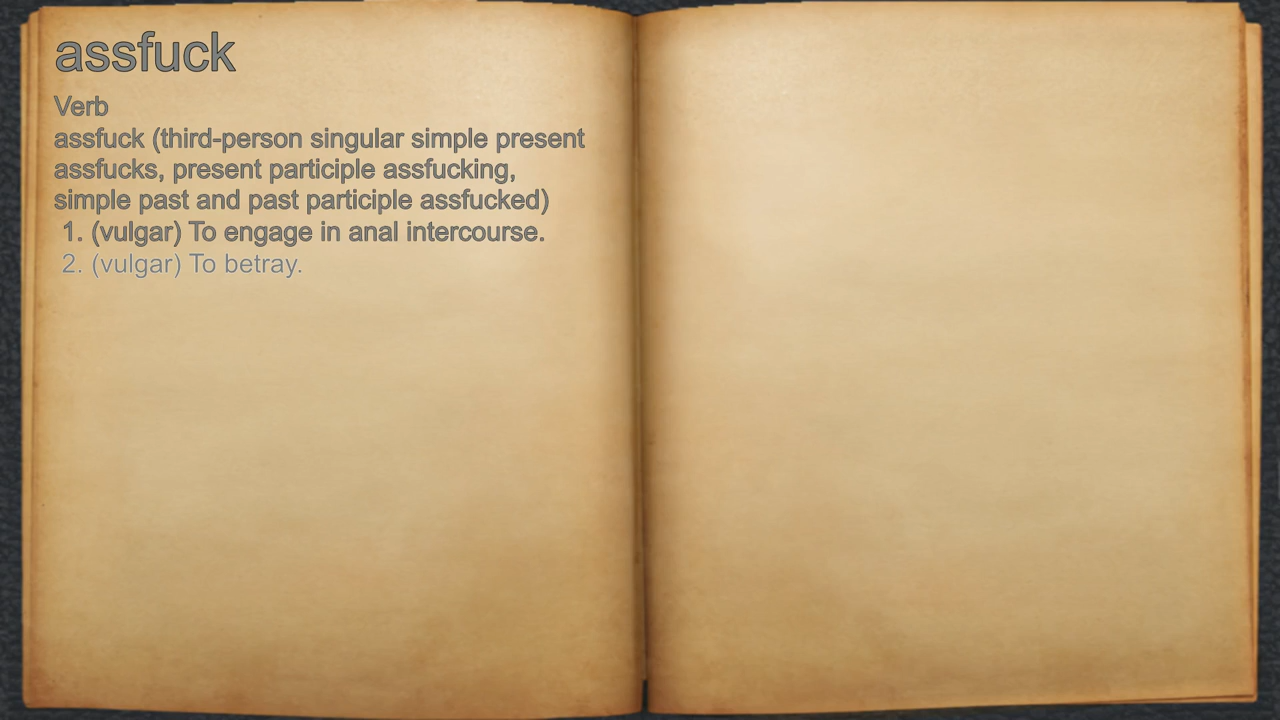 assfuck
Verb
assfuck (third-person singular simple present
assfucks, present participle assfucking,
simple past and past participle assfucked)
1. (vulgar) To engage in anal intercourse.
2. (vulgar) To betray.